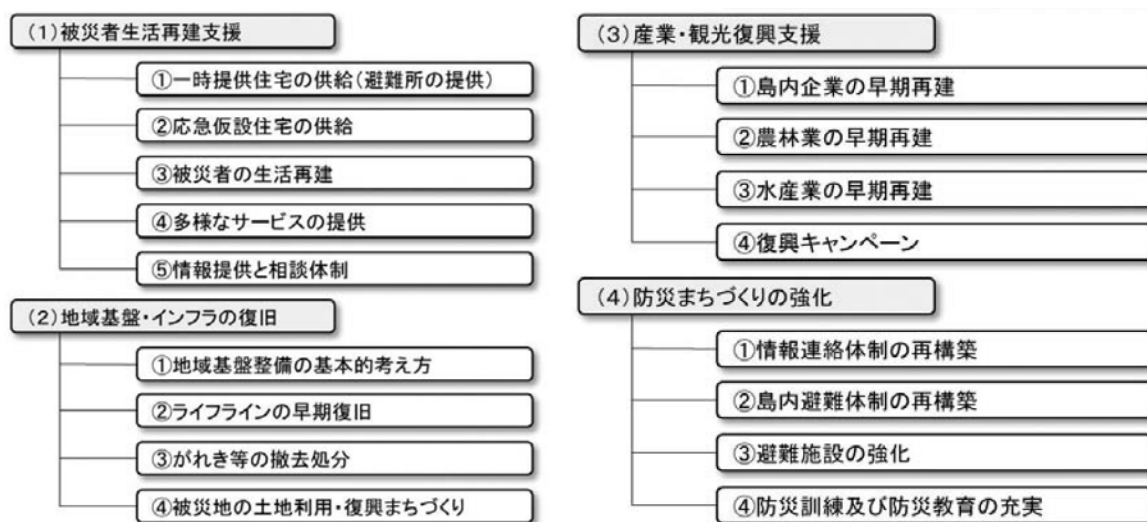 (1)被災者生活再建支援
①一時提供住宅の供給(避難所の提供)
②応急仮設住宅の供給
③被災者の生活再建
④多様なサービスの提供
⑤情報提供と相談体制
(2)地域基盤・インフラの復旧
①地域基盤整備の基本的考え方
②ライフラインの早期復旧
③がれき等の撤去処分
④被災地の土地利用・復興まちづくり
(3)産業・観光復興支援
①島内企業の早期再建
②農林業の早期再建
③水産業の早期再建
④復興キャンペーン
(4)防災まちづくりの強化
①情報連絡体制の再構築
②島内避難体制の再構築
③避難施設の強化
④防災訓練及び防災教育の充実